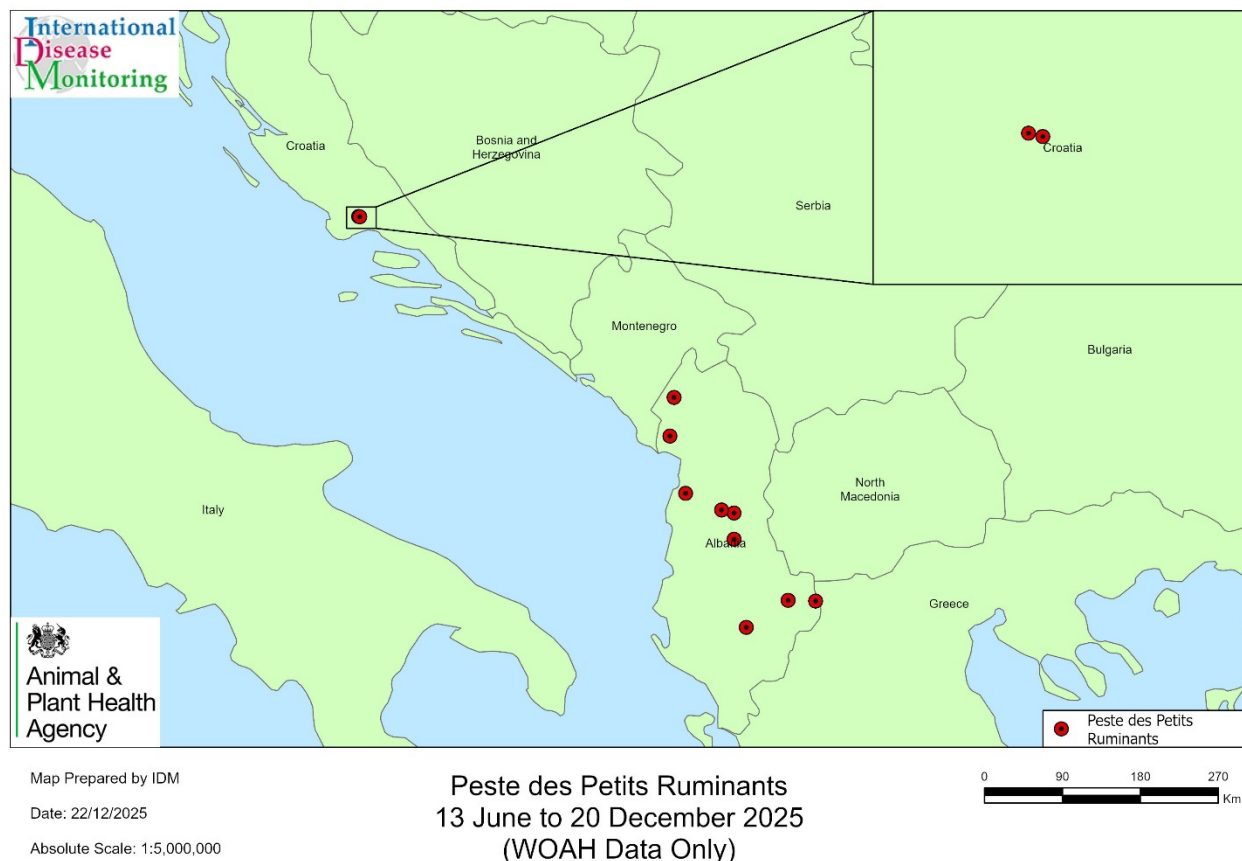 International
Disease
Monitoring
Croatia
Bosnia and
Herzegovina
Serbia
Croatia
Montenegro
Bulgaria
Italy
North
Macedonia
Albania
Greece
Animal &
Plant Health
Agency
Peste des Petits
Ruminants
Map Prepared by IDM
Date: 22/12/2025
Absolute Scale: 1:5,000,000
Peste des Petits Ruminants
13 June to 20 December 2025
(WOAH Data Only)
0 90 180 270
Km